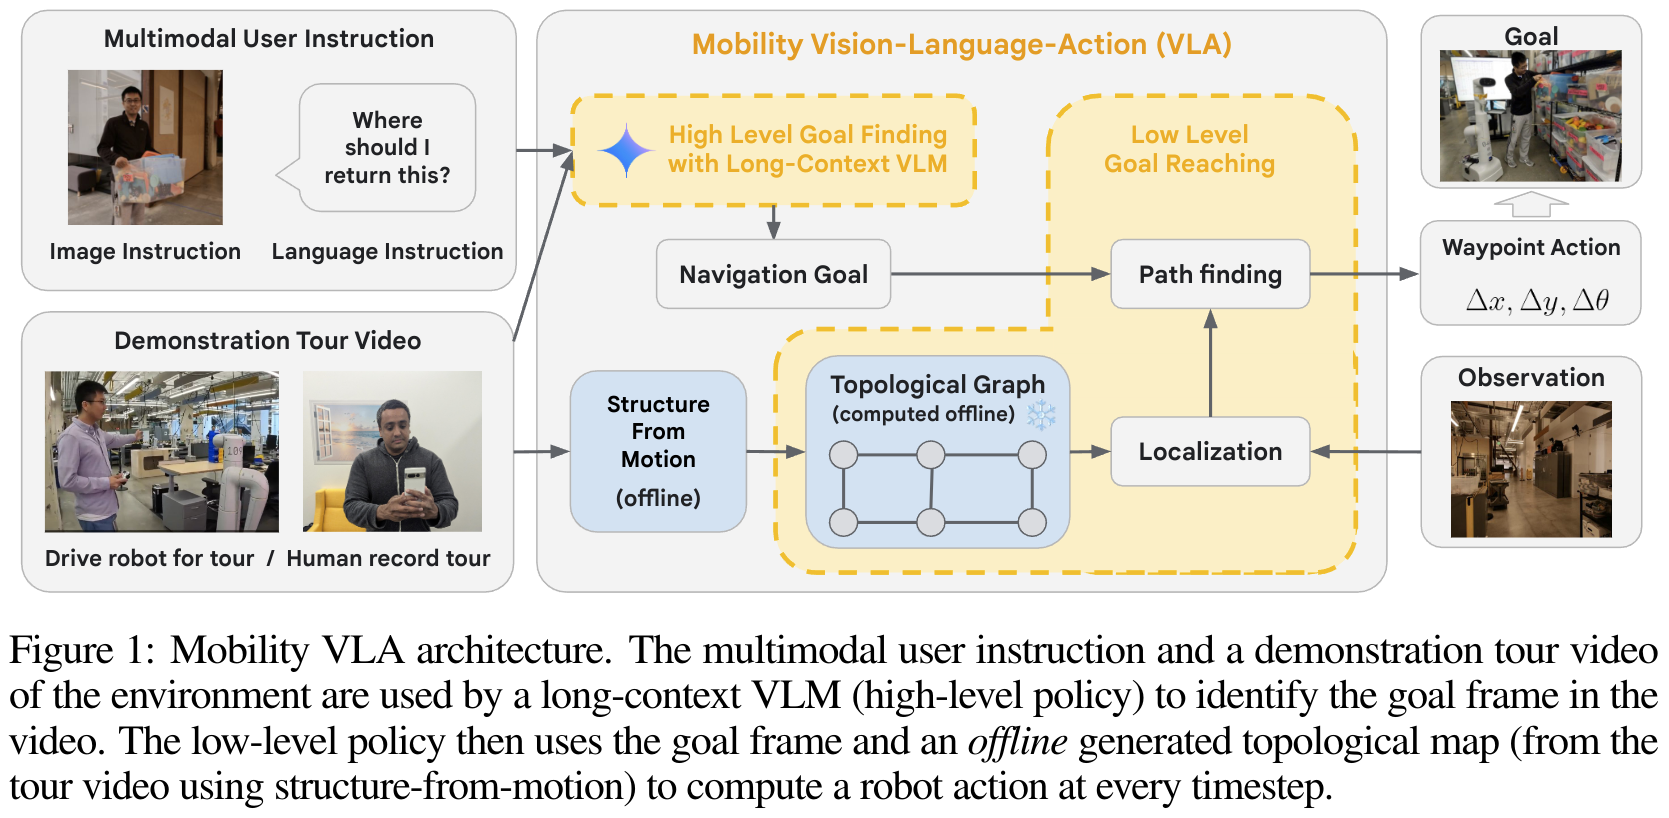 Multimodal User Instruction
Where
should I
return this?
Image Instruction
Language Instruction
Demonstration Tour Video
Drive robot for tour / Human record tour
Mobility Vision-Language-Action (VLA)
High Level Goal Finding
with Long-Context VLM
Low Level
Goal Reaching
Navigation Goal
Path finding
Structure
From
Motion
(offline)
Topological Graph
(computed offline)
Localization
Goal
Waypoint Action
Δx, Δy, Δθ
Observation
Figure 1: Mobility VLA architecture. The multimodal user instruction and a demonstration tour video
of the environment are used by a long-context VLM (high-level policy) to identify the goal frame in the
video. The low-level policy then uses the goal frame and an offline generated topological map (from the
tour video using structure-from-motion) to compute a robot action at every timestep.